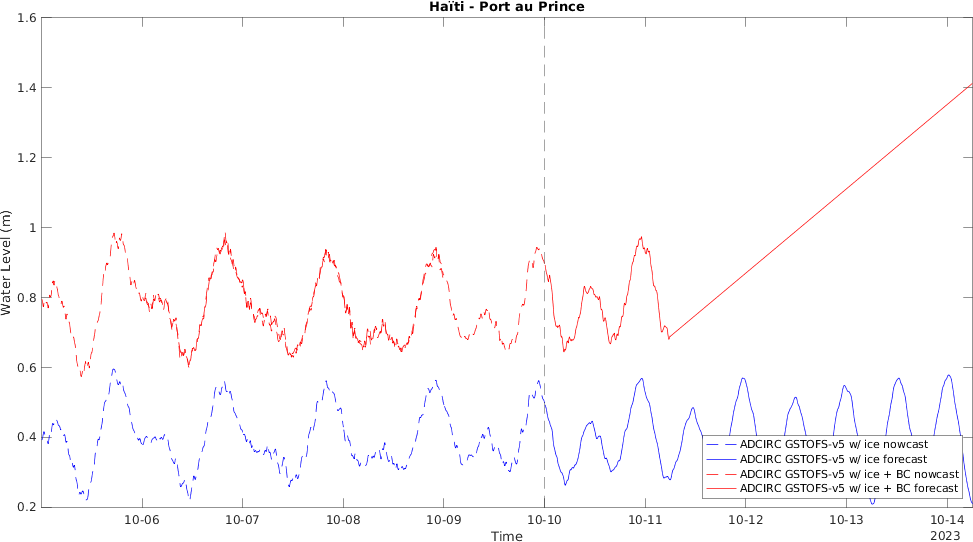 Haïti - Port au Prince
1.6
1.4
1.2
1
0.8
0.6
0.4
0.2
Water Level (m)
ADCIRC GSTOFS-v5 w/ ice nowcast
ADCIRC GSTOFS-v5 w/ ice forecast
ADCIRC GSTOFS-v5 w/ ice + BC nowcast
ADCIRC GSTOFS-v5 w/ ice + BC forecast
10-06 10-07 10-08 10-09 10-10 10-11 10-12 10-13 10-14
Time 2023